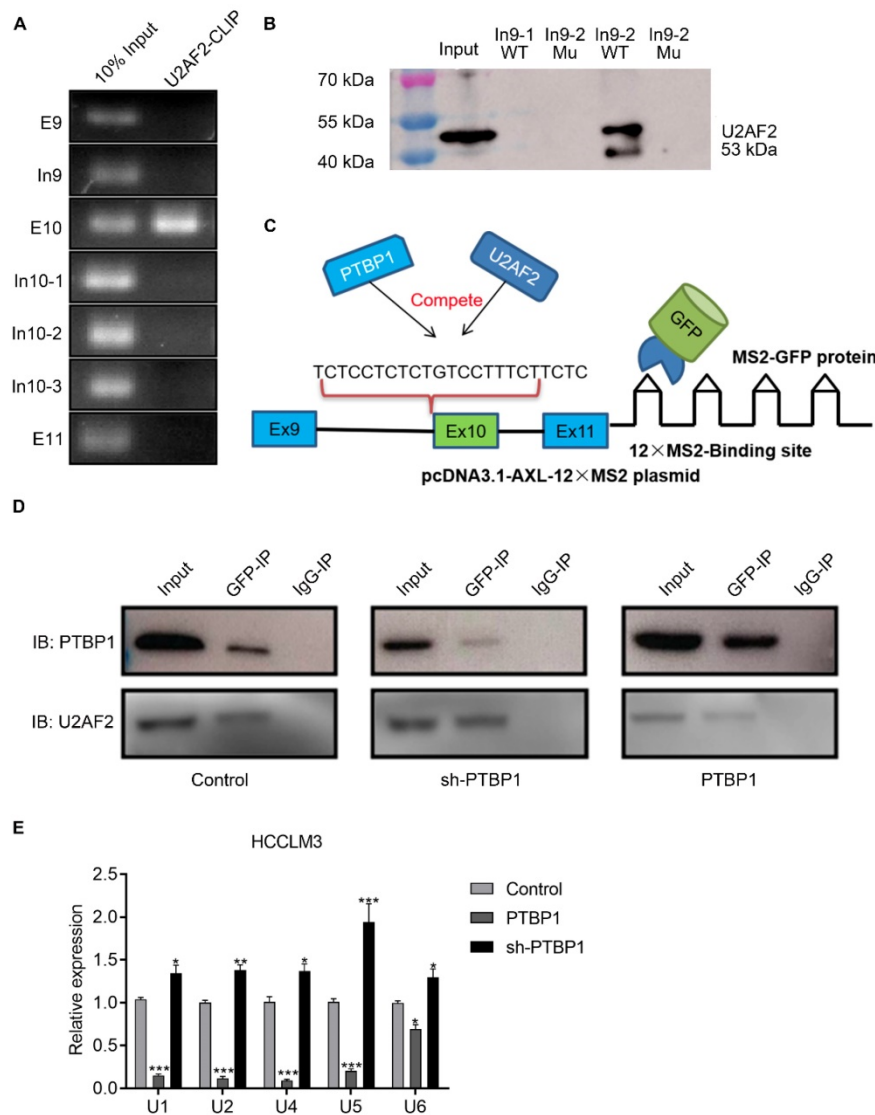 A
10% Input
U2AF2-CLIP
E9
In9
E10
In10-1
In10-2
In10-3
E11
B
Input
In9-1 WT
In9-2 Mu
In9-2 WT
In9-2 Mu
70 kDa
55 kDa
40 kDa
U2AF2
53 kDa
C
PTBP1
U2AF2
Compete
TCTCCTCTCTGTCCTTTCTTCTC
GFP
MS2-GFP protein
Ex9
Ex10
Ex11
12×MS2-Binding site
pcDNA3.1-AXL-12×MS2 plasmid
D
Input
GFP-IP
IgG-IP
Input
GFP-IP
IgG-IP
Input
GFP-IP
IgG-IP
IB: PTBP1
IB: U2AF2
Control
sh-PTBP1
PTBP1
E
HCCLM3
Relative expression
2.5
2.0
1.5
1.0
0.5
0.0
*
***
**
***
*
***
***
***
*
*
U1
U2
U4
U5
U6
Control
PTBP1
sh-PTBP1